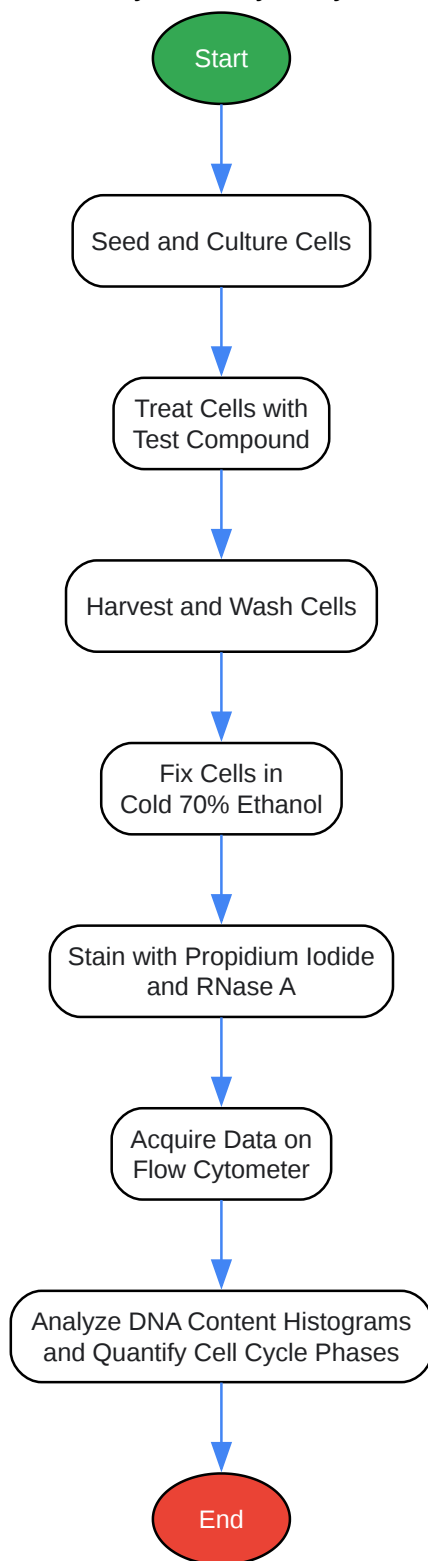 Start
Seed and Culture Cells
Treat Cells with
Test Compound
Harvest and Wash Cells
Fix Cells in
Cold 70% Ethanol
Stain with Propidium Iodide
and RNase A
Acquire Data on
Flow Cytometer
Analyze DNA Content Histograms
and Quantify Cell Cycle Phases
End